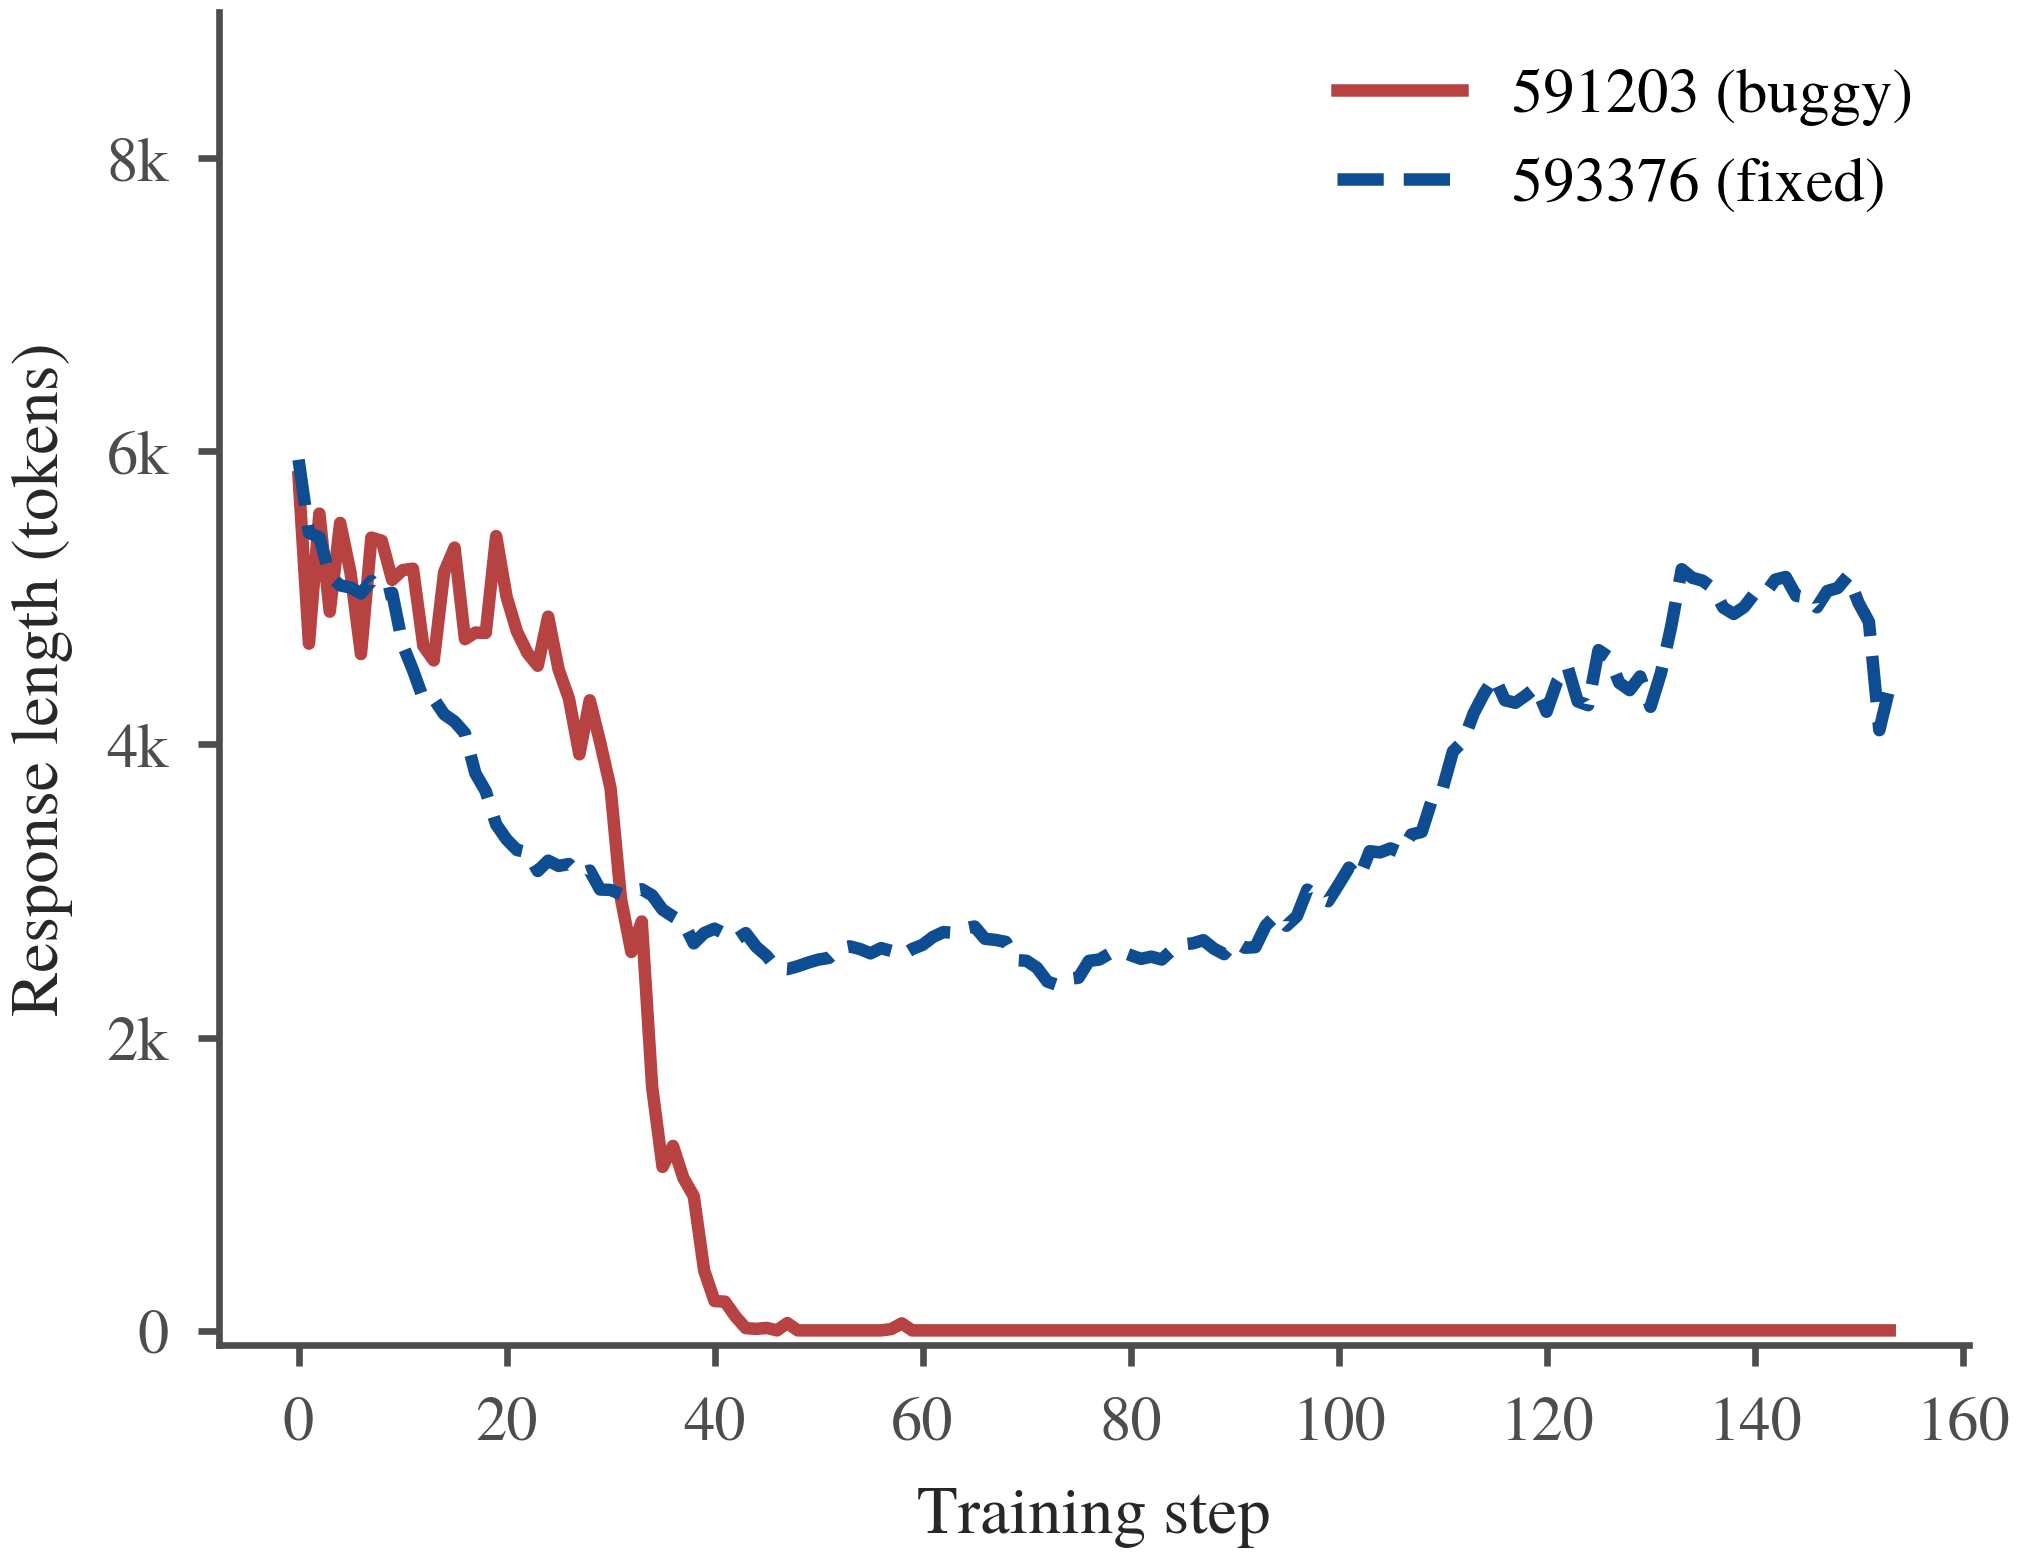 591203 (buggy)
593376 (fixed)
Response length (tokens)
8k
6k
4k
2k
0
0 20 40 60 80 100 120 140 160
Training step